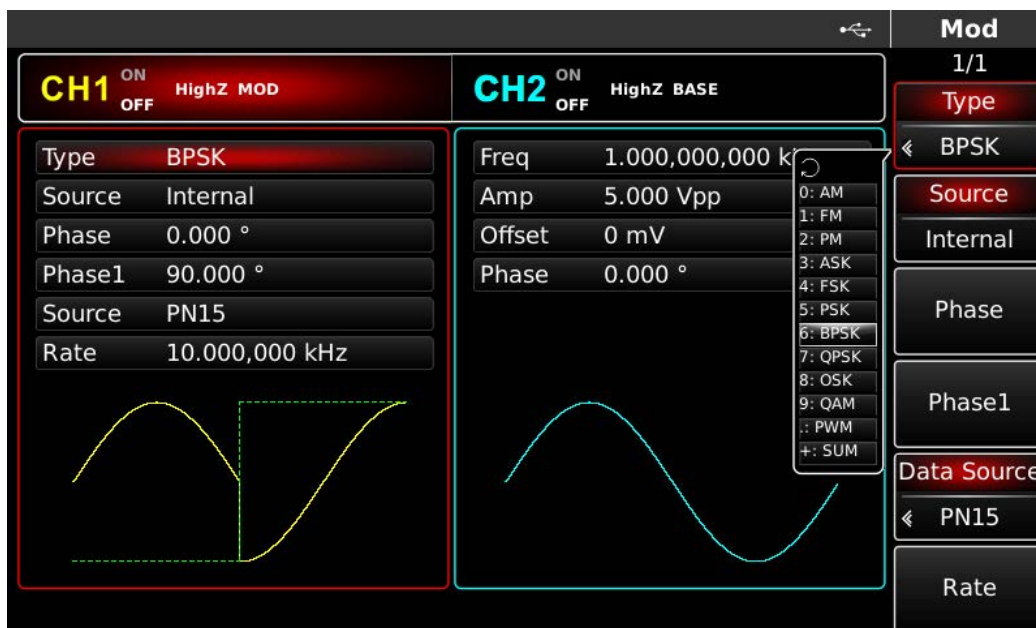 Mod
1/1
CH1 ON OFF HighZ MOD
CH2 ON OFF HighZ BASE
Type BPSK
Source Internal
Phase 0.000 °
Phase1 90.000 °
Source PN15
Rate 10.000,000 kHz
Freq 1.000,000,000 k
Amp 5.000 Vpp
Offset 0 mV
Phase 0.000 °
0: AM
1: FM
2: PM
3: ASK
4: FSK
5: PSK
6: BPSK
7: QPSK
8: OSK
9: QAM
.: PWM
+: SUM
Type
BPSK
Source
Internal
Phase
Phase1
Data Source
PN15
Rate